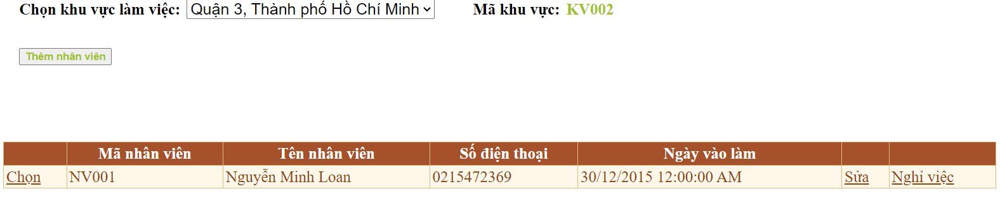 Chọn khu vực làm việc: Quận 3, Thành phố Hồ Chí Minh Mã khu vực: KV002
Thêm nhân viên
Mã nhân viên Tên nhân viên Số điện thoại Ngày vào làm
Chọn NV001 Nguyễn Minh Loan 0215472369 30/12/2015 12:00:00 AM Sửa Nghỉ việc